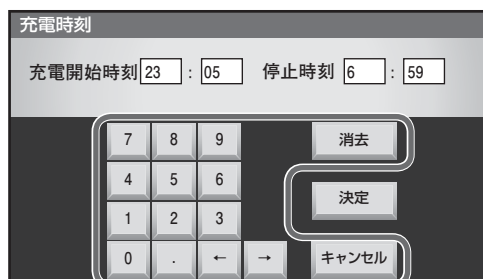 充電時刻
充電開始時刻 23 : 05 停止時刻 6 : 59
7 8 9 消去
4 5 6
決定
1 2 3
0 . ← → キャンセル